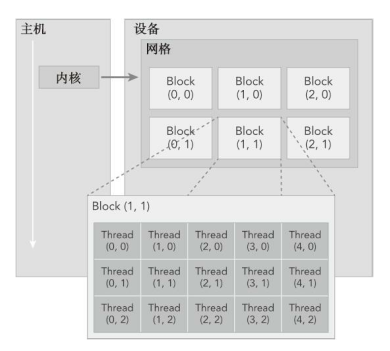 主机
设备
网格
内核
Block
(0, 0)
Block
(1, 0)
Block
(2, 0)
Block
(0, 1)
Block
(1, 1)
Block
(2, 1)
Block (1, 1)
Thread
(0, 0)
Thread
(1, 0)
Thread
(2, 0)
Thread
(3, 0)
Thread
(4, 0)
Thread
(0, 1)
Thread
(1, 1)
Thread
(2, 1)
Thread
(3, 1)
Thread
(4, 1)
Thread
(0, 2)
Thread
(1, 2)
Thread
(2, 2)
Thread
(3, 2)
Thread
(4, 2)